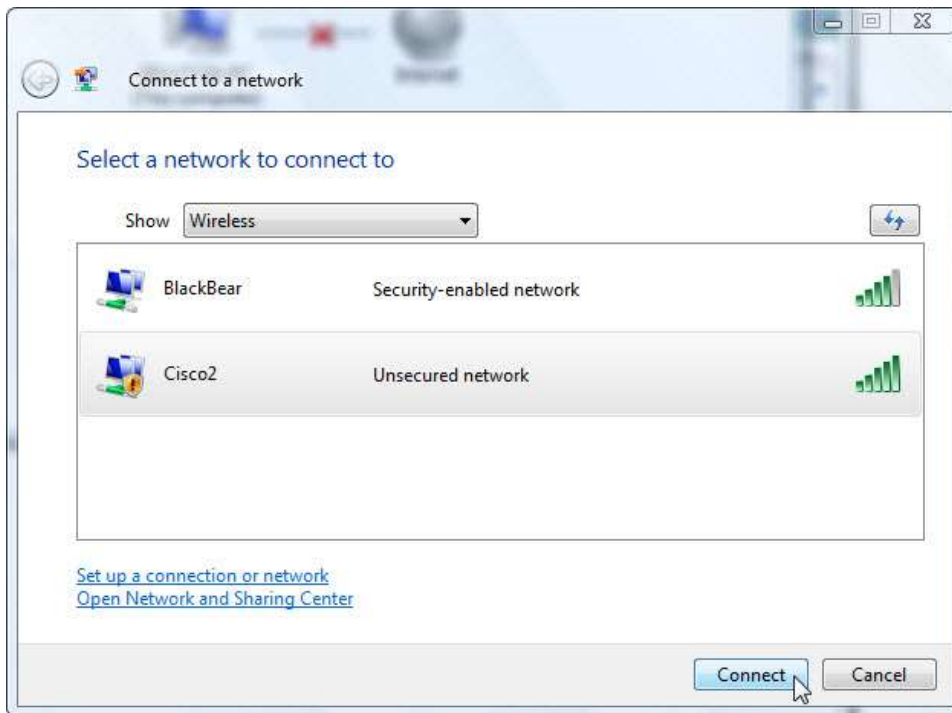 Connect to a network
Select a network to connect to
Show Wireless
BlackBear Security-enabled network
Cisco2 Unsecured network
Set up a connection or network
Open Network and Sharing Center
Connect Cancel